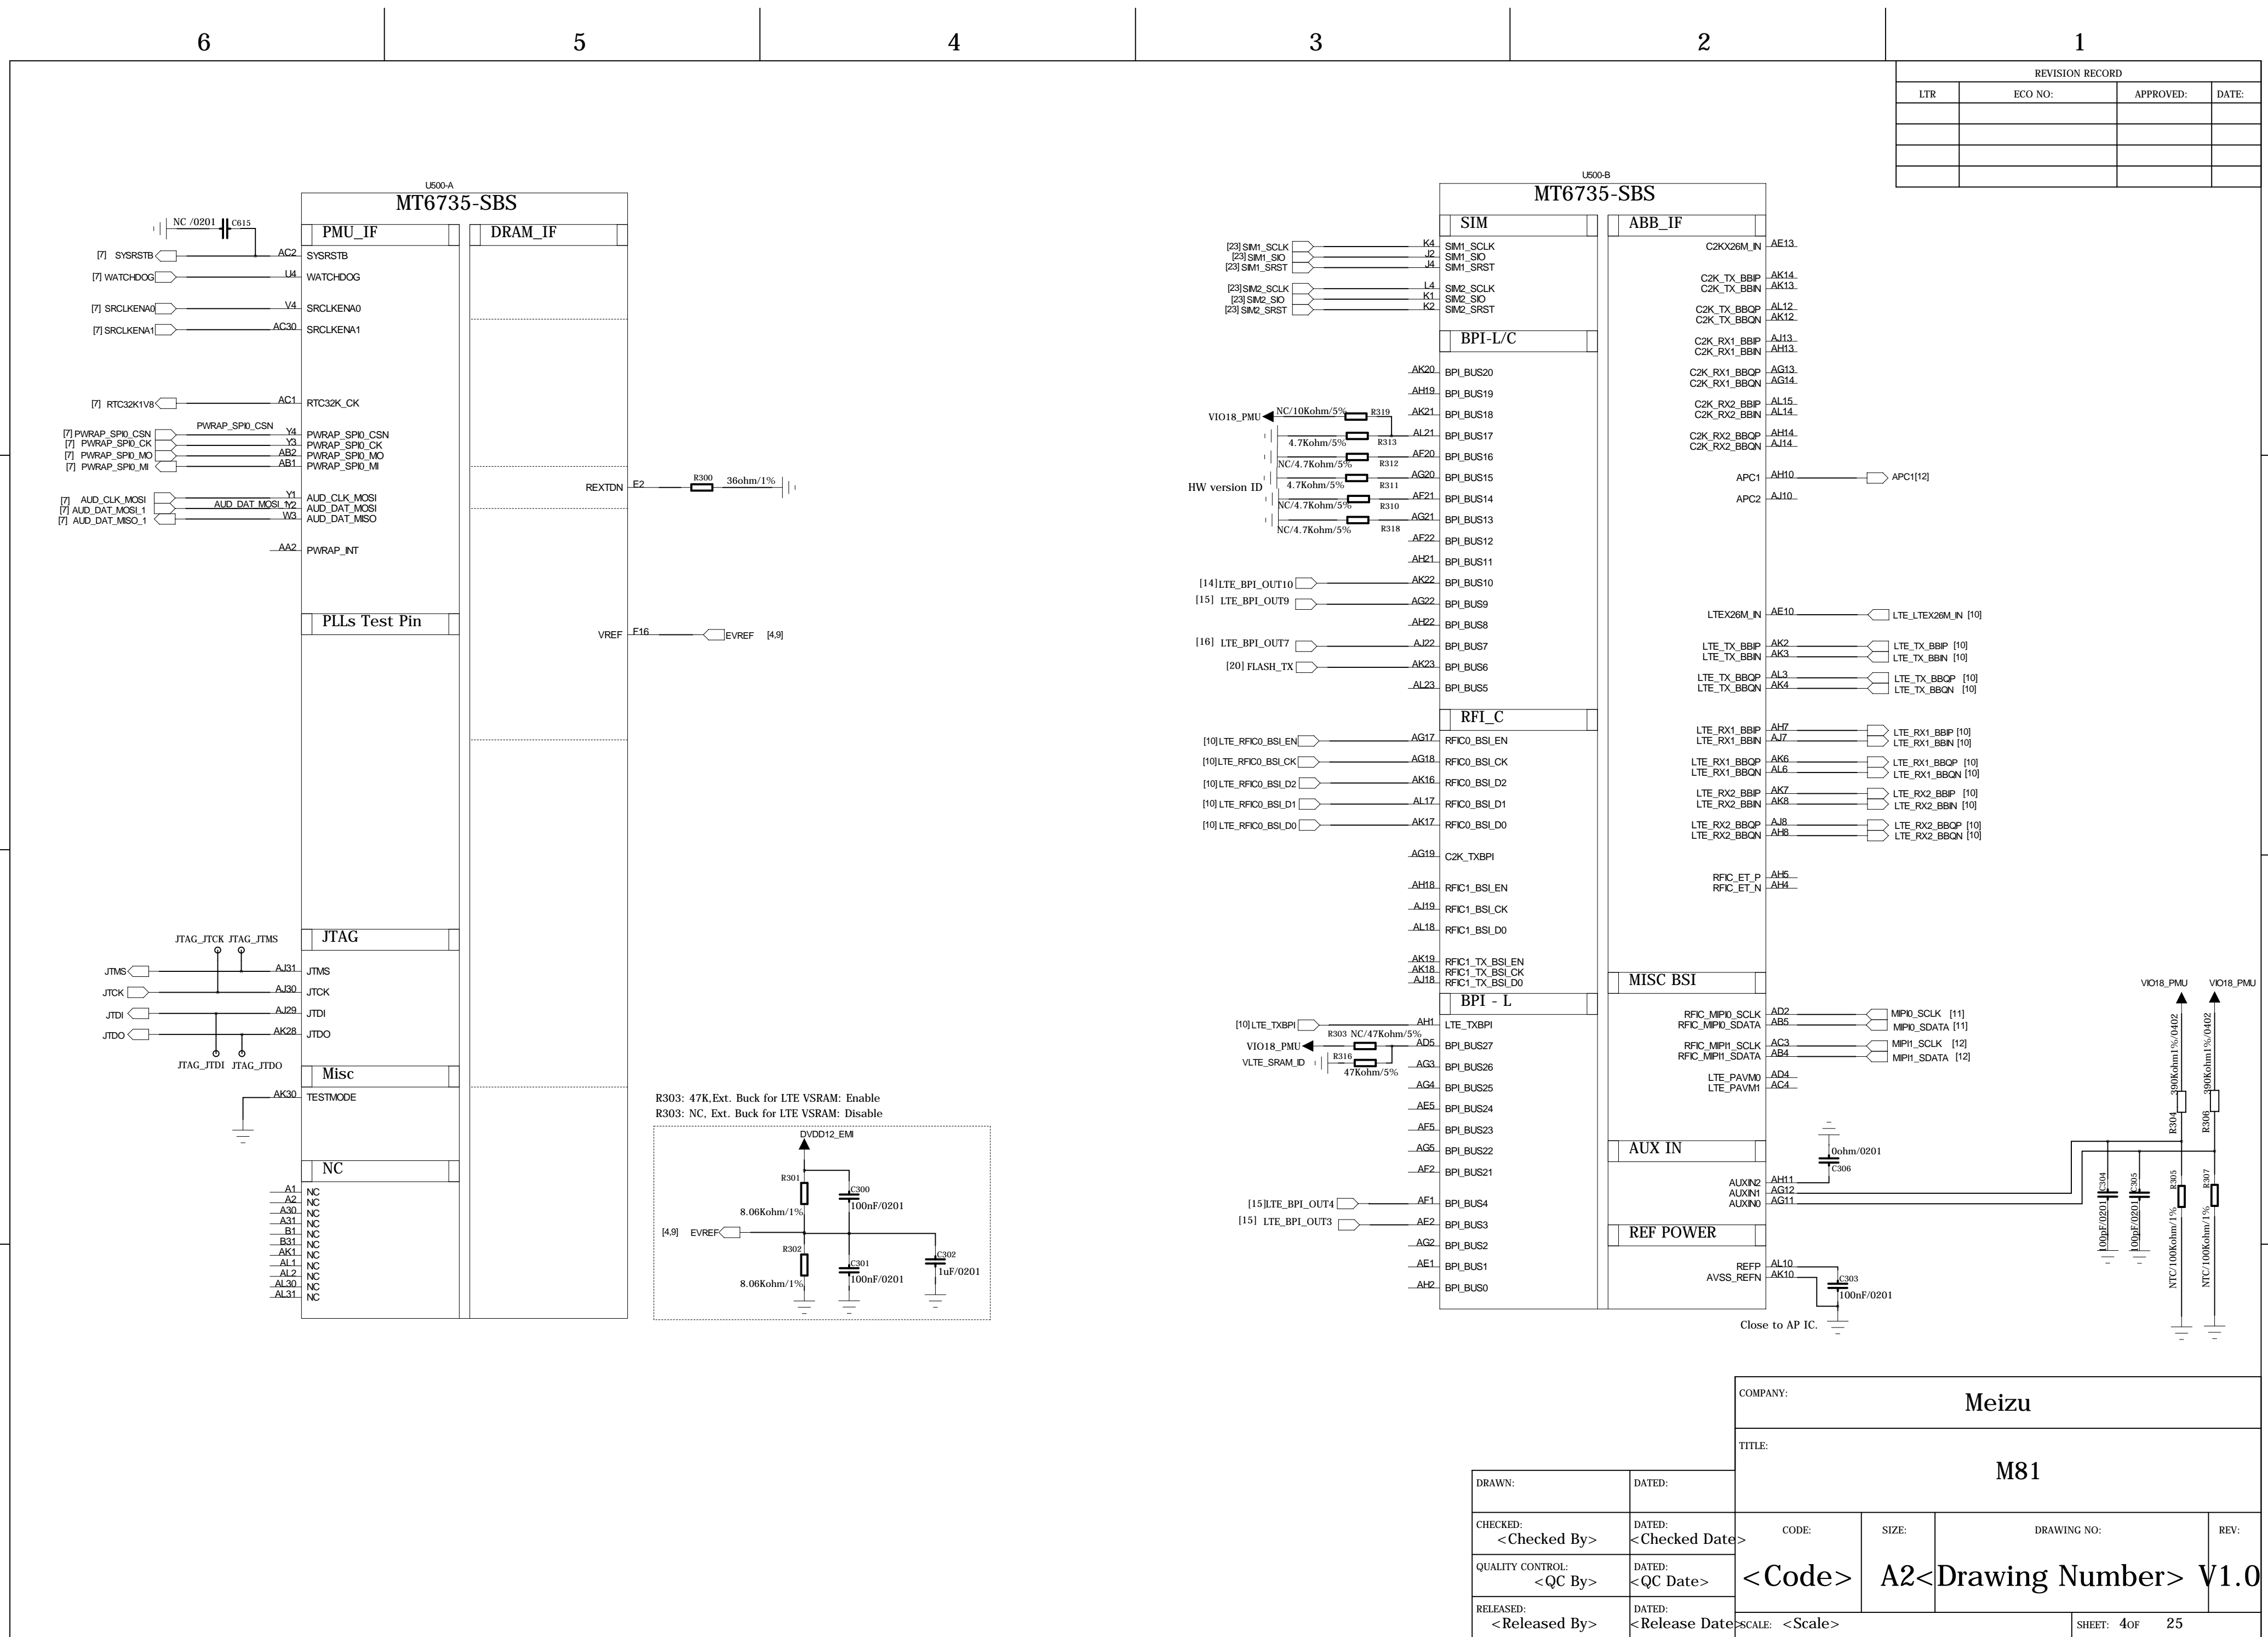 6 5 4 3 2 1
REVISION RECORD
LTR ECO NO: APPROVED: DATE:
U500-A
MT6735-SBS
PMU_IF DRAM_IF
NC /0201 C615
[7] SYSRSTB AC2 SYSRSTB
[7] WATCHDOG U4 WATCHDOG
[7] SRCLKENA0 V4 SRCLKENA0
[7] SRCLKENA1 AC30 SRCLKENA1
[7] RTC32K1V8 AC1 RTC32K_CK
PWRAP_SPI0_CSN
[7] PWRAP_SPI0_CSN Y4 PWRAP_SPI0_CSN
[7] PWRAP_SPI0_CK Y3 PWRAP_SPI0_CK
[7] PWRAP_SPI0_MO AB2 PWRAP_SPI0_MO
[7] PWRAP_SPI0_MI AB1 PWRAP_SPI0_MI
REXTDN E2 R300 36ohm/1%
[7] AUD_CLK_MOSI Y1 AUD_CLK_MOSI
[7] AUD_DAT_MOSI_1 AUD_DAT_MOSI_1 Y2 AUD_DAT_MOSI
[7] AUD_DAT_MISO_1 W3 AUD_DAT_MISO
AA2 PWRAP_INT
PLLs Test Pin
VREF F16 EVREF [4,9]
JTAG
JTAG_JTCK JTAG_JTMS
JTMS AJ31 JTMS
JTCK AJ30 JTCK
JTDI AJ29 JTDI
JTDO AK28 JTDO
JTAG_JTDI JTAG_JTDO
Misc
AK30 TESTMODE
NC
A1 NC
A2 NC
A30 NC
A31 NC
B1 NC
B31 NC
AK1 NC
AL1 NC
AL2 NC
AL30 NC
AL31 NC
R303: 47K,Ext. Buck for LTE VSRAM: Enable
R303: NC, Ext. Buck for LTE VSRAM: Disable
DVDD12_EMI
R301 C300
8.06Kohm/1% 100nF/0201
[4,9] EVREF
R302 C301 C302
8.06Kohm/1% 100nF/0201 1uF/0201
U500-B
MT6735-SBS
SIM ABB_IF
[23] SIM1_SCLK K4 SIM1_SCLK
[23] SIM1_SIO J2 SIM1_SIO
[23] SIM1_SRST J4 SIM1_SRST
[23] SIM2_SCLK L4 SIM2_SCLK
[23] SIM2_SIO K1 SIM2_SIO
[23] SIM2_SRST K2 SIM2_SRST
BPI-L/C
AK20 BPI_BUS20
AH19 BPI_BUS19
VIO18_PMU NC/10Kohm/5% R319 AK21 BPI_BUS18
4.7Kohm/5% R313 AL21 BPI_BUS17
NC/4.7Kohm/5% R312 AF20 BPI_BUS16
HW version ID 4.7Kohm/5% R311 AG20 BPI_BUS15
NC/4.7Kohm/5% R310 AF21 BPI_BUS14
NC/4.7Kohm/5% R318 AG21 BPI_BUS13
AF22 BPI_BUS12
AH21 BPI_BUS11
[14] LTE_BPI_OUT10 AK22 BPI_BUS10
[15] LTE_BPI_OUT9 AG22 BPI_BUS9
AH22 BPI_BUS8
[16] LTE_BPI_OUT7 AJ22 BPI_BUS7
[20] FLASH_TX AK23 BPI_BUS6
AL23 BPI_BUS5
RFI_C
[10] LTE_RFIC0_BSI_EN AG17 RFIC0_BSI_EN
[10] LTE_RFIC0_BSI_CK AG18 RFIC0_BSI_CK
[10] LTE_RFIC0_BSI_D2 AK16 RFIC0_BSI_D2
[10] LTE_RFIC0_BSI_D1 AL17 RFIC0_BSI_D1
[10] LTE_RFIC0_BSI_D0 AK17 RFIC0_BSI_D0
AG19 C2K_TXBPI
AH18 RFIC1_BSI_EN
AJ19 RFIC1_BSI_CK
AL18 RFIC1_BSI_D0
AK19 RFIC1_TX_BSI_EN
AK18 RFIC1_TX_BSI_CK
AJ18 RFIC1_TX_BSI_D0
BPI - L
[10] LTE_TXBPI AH1 LTE_TXBPI
R303 NC/47Kohm/5%
VIO18_PMU AD5 BPI_BUS27
VLTE_SRAM_ID R316 47Kohm/5% AG3 BPI_BUS26
AG4 BPI_BUS25
AE5 BPI_BUS24
AF5 BPI_BUS23
AG5 BPI_BUS22
AF2 BPI_BUS21
[15] LTE_BPI_OUT4 AF1 BPI_BUS4
[15] LTE_BPI_OUT3 AE2 BPI_BUS3
AG2 BPI_BUS2
AE1 BPI_BUS1
AH2 BPI_BUS0
C2KX26M_IN AE13
C2K_TX_BBIP AK14
C2K_TX_BBIN AK13
C2K_TX_BBQP AL12
C2K_TX_BBQN AK12
C2K_RX1_BBIP AJ13
C2K_RX1_BBIN AH13
C2K_RX1_BBQP AG13
C2K_RX1_BBQN AG14
C2K_RX2_BBIP AL15
C2K_RX2_BBIN AL14
C2K_RX2_BBQP AH14
C2K_RX2_BBQN AJ14
APC1 AH10 APC1[12]
APC2 AJ10
LTEX26M_IN AE10 LTE_LTEX26M_IN [10]
LTE_TX_BBIP AK2 LTE_TX_BBIP [10]
LTE_TX_BBIN AK3 LTE_TX_BBIN [10]
LTE_TX_BBQP AL3 LTE_TX_BBQP [10]
LTE_TX_BBQN AK4 LTE_TX_BBQN [10]
LTE_RX1_BBIP AH7 LTE_RX1_BBIP [10]
LTE_RX1_BBIN AJ7 LTE_RX1_BBIN [10]
LTE_RX1_BBQP AK6 LTE_RX1_BBQP [10]
LTE_RX1_BBQN AL6 LTE_RX1_BBQN [10]
LTE_RX2_BBIP AK7 LTE_RX2_BBIP [10]
LTE_RX2_BBIN AK8 LTE_RX2_BBIN [10]
LTE_RX2_BBQP AJ8 LTE_RX2_BBQP [10]
LTE_RX2_BBQN AH8 LTE_RX2_BBQN [10]
RFIC_ET_P AH5
RFIC_ET_N AH4
MISC BSI
RFIC_MIPI0_SCLK AD2 MIPI0_SCLK [11]
RFIC_MIPI0_SDATA AB5 MIPI0_SDATA [11]
RFIC_MIPI1_SCLK AC3 MIPI1_SCLK [12]
RFIC_MIPI1_SDATA AB4 MIPI1_SDATA [12]
LTE_PAVM0 AD4
LTE_PAVM1 AC4
AUX IN
0ohm/0201
C306
AUXIN2 AH11
AUXIN1 AG12
AUXIN0 AG11
REF POWER
REFP AL10
AVSS_REFN AK10
C303
100nF/0201
Close to AP IC.
VIO18_PMU VIO18_PMU
R304 390Kohm1%/0402
R306 390Kohm1%/0402
100pF/0201 C304
100pF/0201 C305
NTC/100Kohm/1% R305
NTC/100Kohm/1% R307
COMPANY:
Meizu
TITLE:
M81
DRAWN: DATED:
CHECKED: DATED:
<Checked By> <Checked Date>
QUALITY CONTROL: DATED:
<QC By> <QC Date>
RELEASED: DATED:
<Released By> <Release Date>
CODE: SIZE: DRAWING NO: REV:
<Code> A2 <Drawing Number> V1.0
SCALE: <Scale> SHEET: 4 OF 25